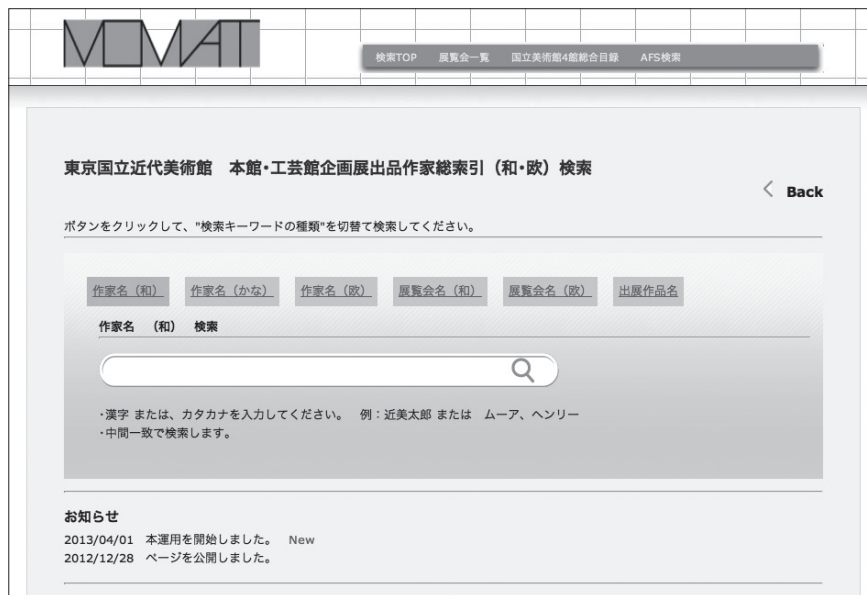 MOMAT
検索TOP 展覧会一覧 国立美術館4館総合目録 AFS検索
東京国立近代美術館 本館・工芸館企画展出品作家総索引（和・欧）検索
Back
ボタンをクリックして、"検索キーワードの種類"を切替て検索してください。
作家名（和） 作家名（かな） 作家名（欧） 展覧会名（和） 展覧会名（欧） 出展作品名
作家名 （和） 検索
・漢字 または、カタカナを入力してください。 例：近美太郎 または ムーア、ヘンリー
・中間一致で検索します。
お知らせ
2013/04/01 本運用を開始しました。 New
2012/12/28 ページを公開しました。